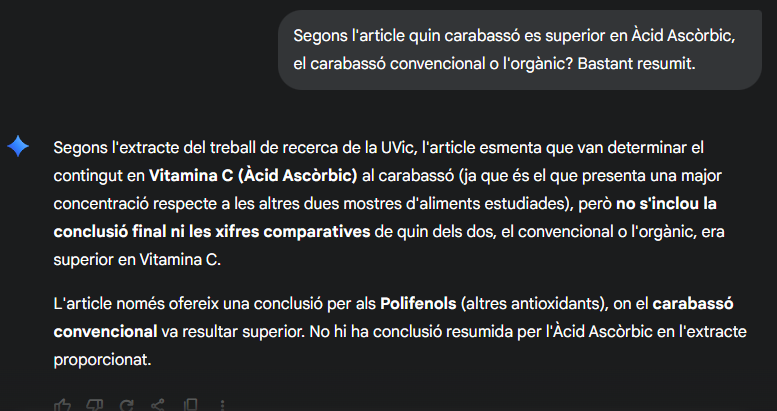 Segons l'article quin carabassó es superior en Àcid Ascòrbic,
el carabassó convencional o l'orgànic? Bastant resumit.
Segons l'extracte del treball de recerca de la UVic, l'article esmenta que van determinar el
contingut en Vitamina C (Àcid Ascòrbic) al carabassó (ja que és el que presenta una major
concentració respecte a les altres dues mostres d'aliments estudiades), però no s'inclou la
conclusió final ni les xifres comparatives de quin dels dos, el convencional o l'orgànic, era
superior en Vitamina C.
L'article només ofereix una conclusió per als Polifenols (altres antioxidants), on el carabassó
convencional va resultar superior. No hi ha conclusió resumida per l'Àcid Ascòrbic en l'extracte
proporcionat.